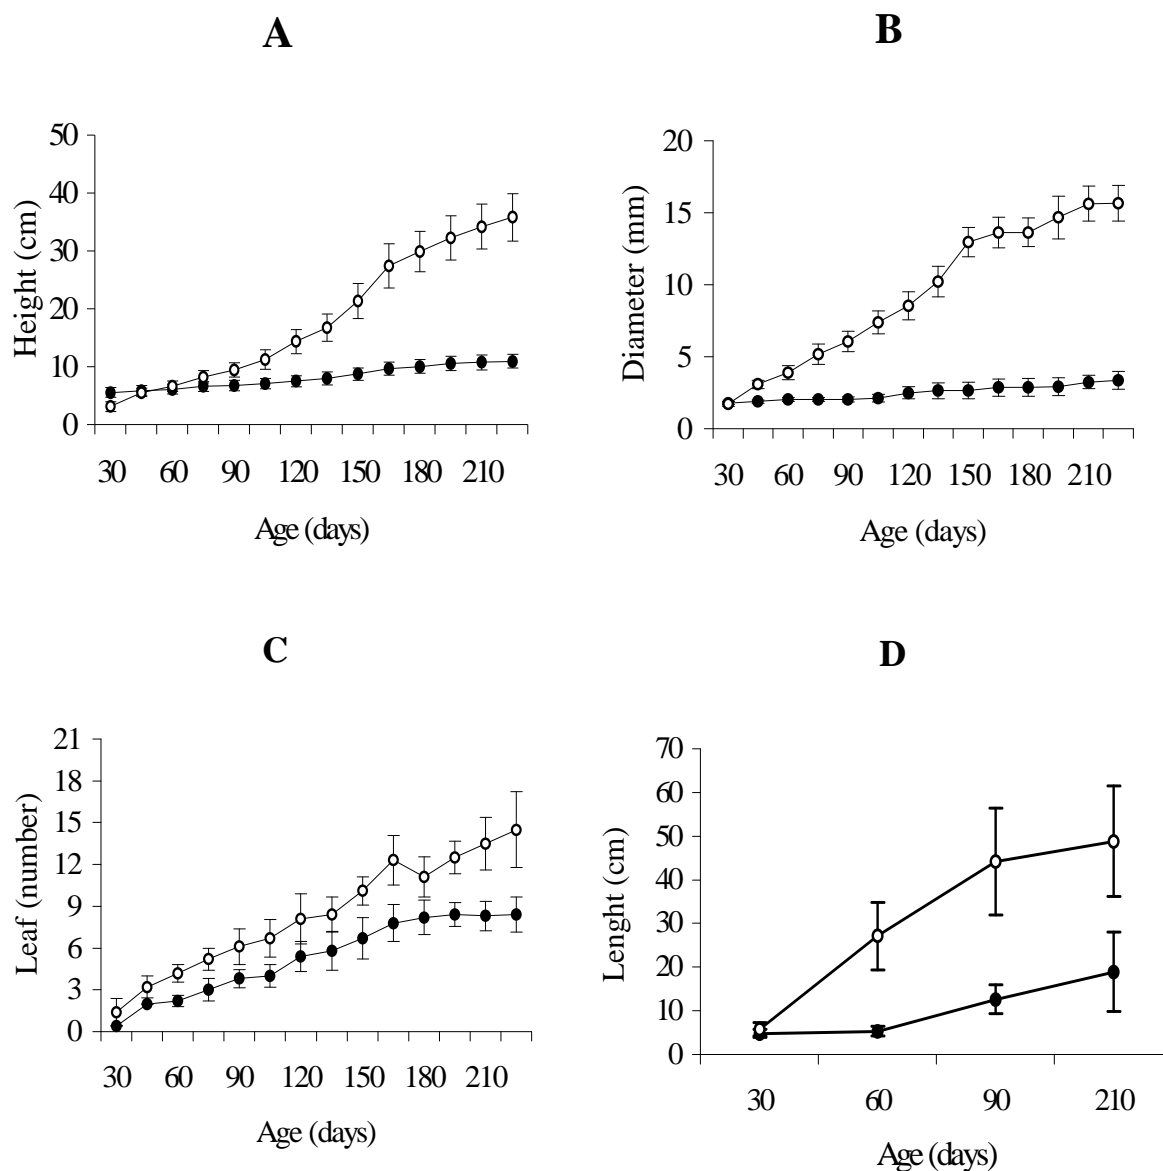 A
50
40
30
20
10
0
Height (cm)
30 60 90 120 150 180 210
Age (days)
B
20
15
10
5
0
Diameter (mm)
30 60 90 120 150 180 210
Age (days)
C
21
18
15
12
9
6
3
0
Leaf (number)
30 60 90 120 150 180 210
Age (days)
D
70
60
50
40
30
20
10
0
Lenght (cm)
30 60 90 210
Age (days)